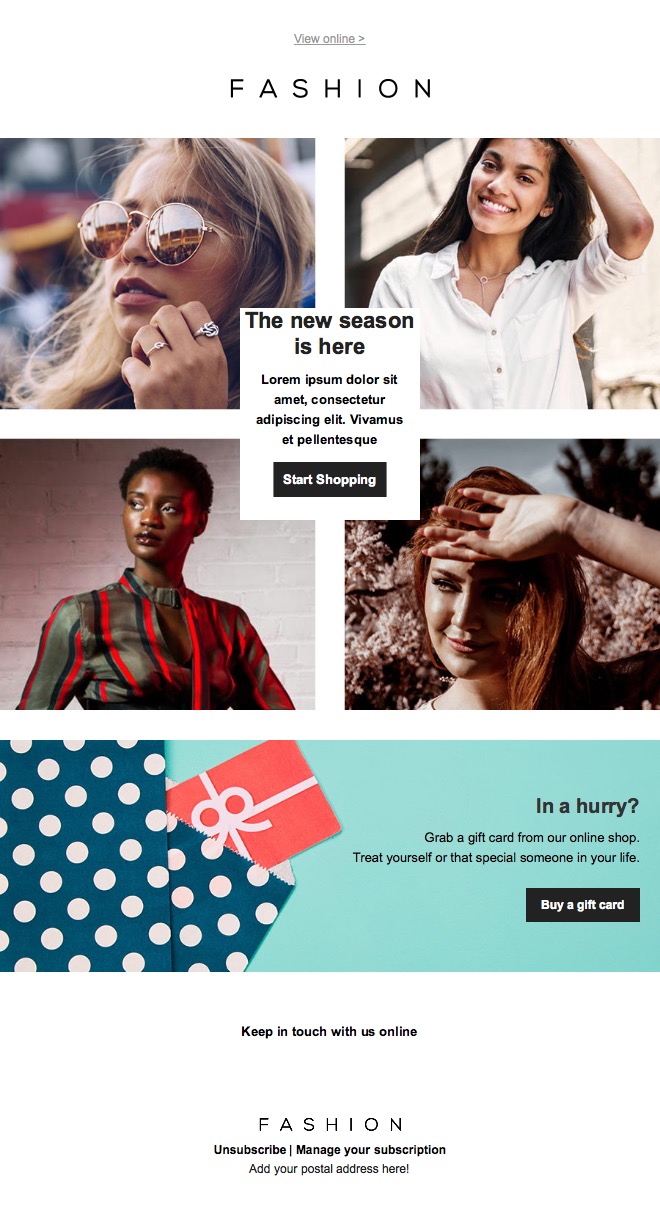 View online >
FASHION
The new season
is here
Lorem ipsum dolor sit
amet, consectetur
adipiscing elit. Vivamus
et pellentesque
Start Shopping
In a hurry?
Grab a gift card from our online shop.
Treat yourself or that special someone in your life.
Buy a gift card
Keep in touch with us online
FASHION
Unsubscribe | Manage your subscription
Add your postal address here!